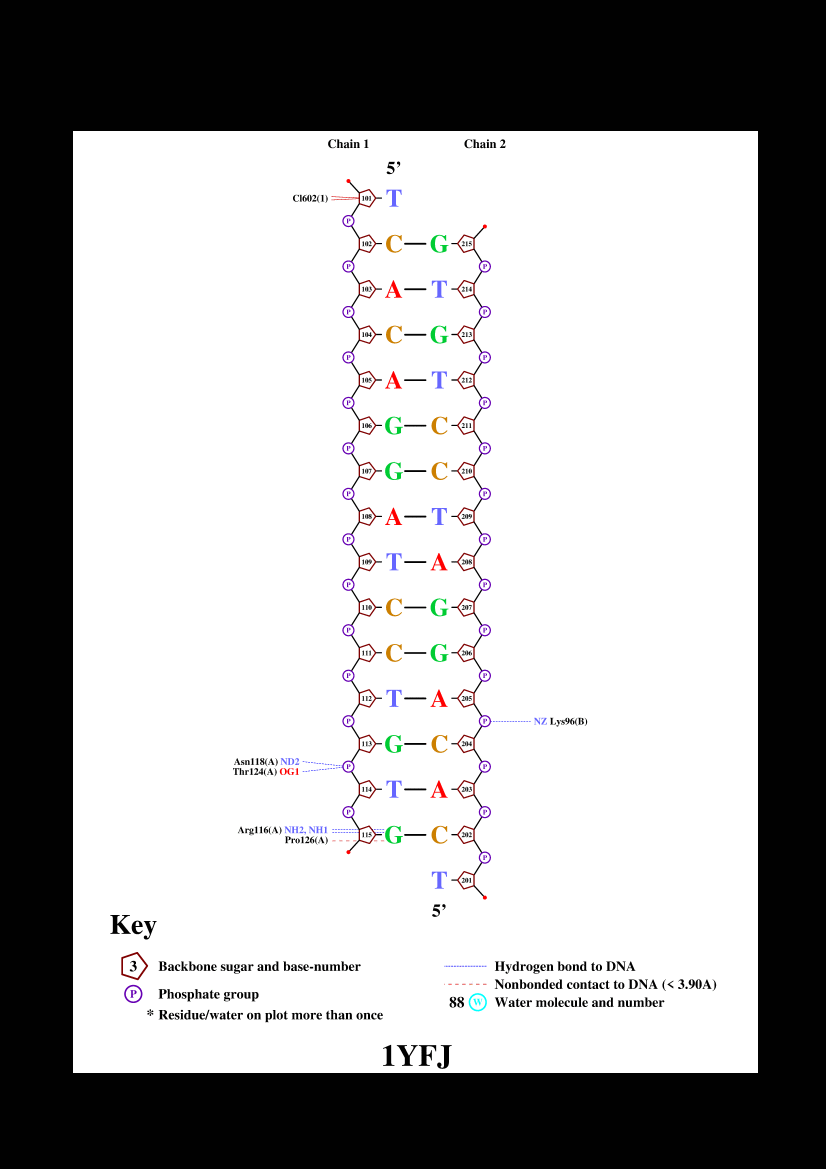 Chain 1 Chain 2
5’
Cl602(1) 101 T
P
102 C G 215
P P
103 A T 214
P P
104 C G 213
P P
105 A T 212
P P
106 G C 211
P P
107 G C 210
P P
108 A T 209
P P
109 T A 208
P P
110 C G 207
P P
111 C G 206
P P
112 T A 205
P P NZ Lys96(B)
113 G C 204
Asn118(A) ND2
P P
Thr124(A) OG1
114 T A 203
P P
Arg116(A) NH2, NH1
115 G C 202
Pro126(A)
P
T 201
5’
Key
3 Backbone sugar and base-number
P Phosphate group
* Residue/water on plot more than once
Hydrogen bond to DNA
Nonbonded contact to DNA (< 3.90A)
88 W Water molecule and number
1YFJ